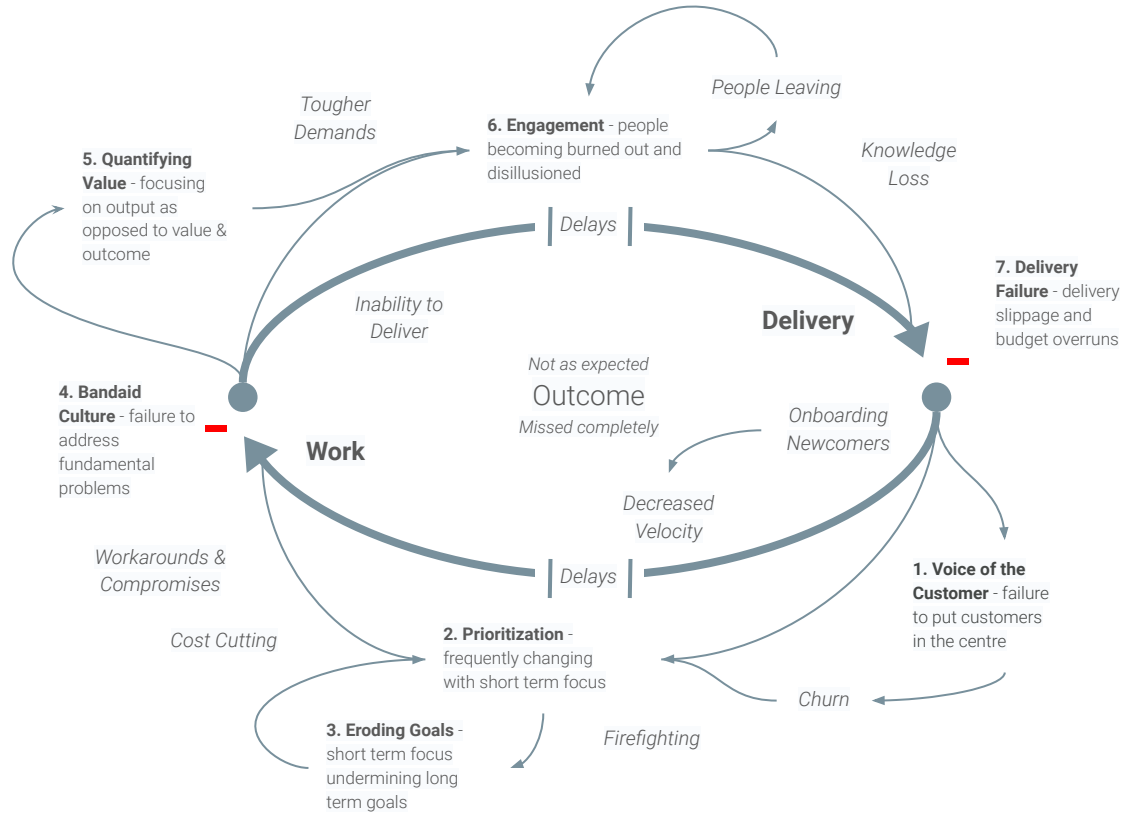 People Leaving
Tougher
Demands
6. Engagement - people
becoming burned out and
disillusioned
Knowledge
Loss
5. Quantifying
Value - focusing
on output as
opposed to value &
outcome
Delays
7. Delivery
Failure - delivery
slippage and
budget overruns
Inability to
Deliver
Delivery
Not as expected
Outcome
Missed completely
4. Bandaid
Culture - failure to
address
fundamental
problems
Work
Onboarding
Newcomers
Decreased
Velocity
Workarounds &
Compromises
Delays
1. Voice of the
Customer - failure
to put customers
in the centre
Cost Cutting
2. Prioritization -
frequently changing
with short term focus
Churn
3. Eroding Goals -
short term focus
undermining long
term goals
Firefighting